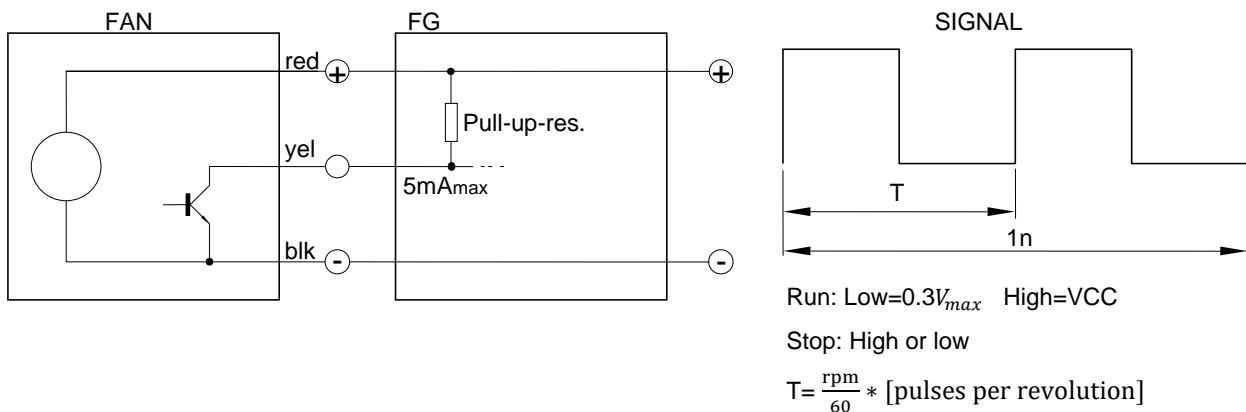 FAN
FG
SIGNAL
red
+
+
Pull-up-res.
yel
5mAmax
T
1n
blk
-
-
Run: Low=0.3V_max High=VCC
Stop: High or low
T= rpm/60 * [pulses per revolution]